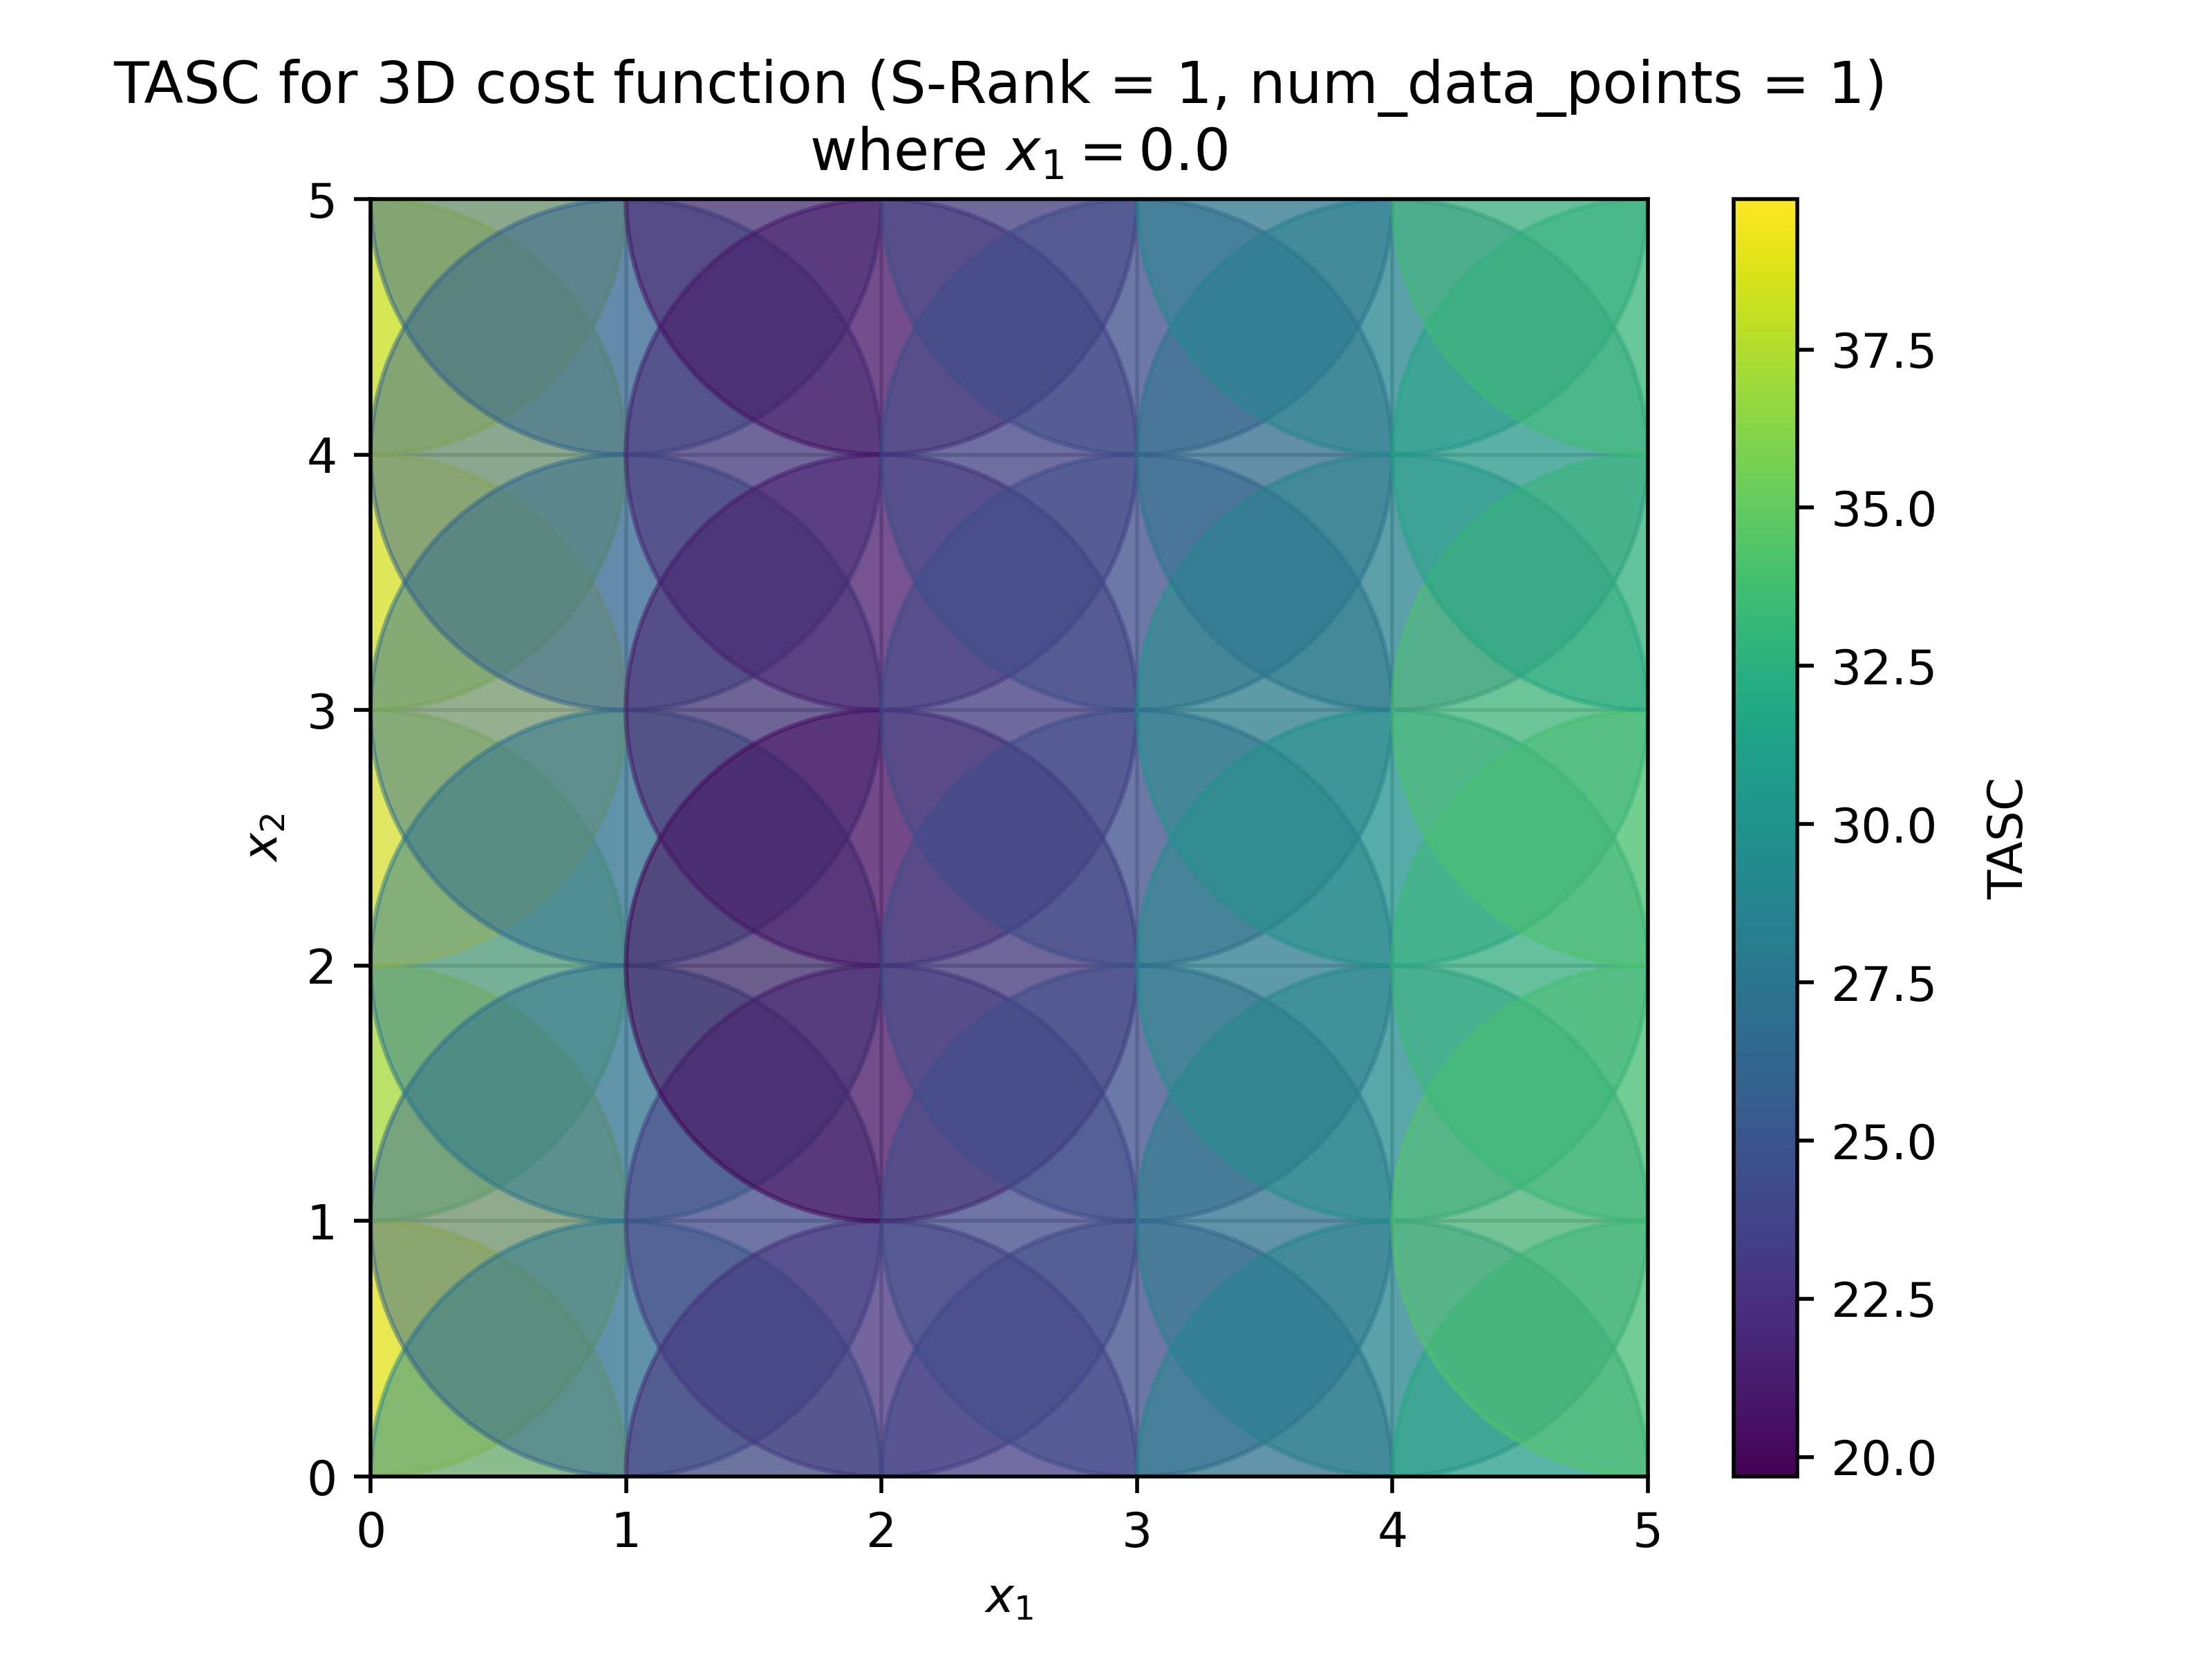 TASC for 3D cost function (S-Rank = 1, num_data_points = 1)
where x₁ = 0.0
5
4
3
2
1
0
x₂
0 1 2 3 4 5
x₁
37.5
35.0
32.5
30.0
27.5
25.0
22.5
20.0
TASC